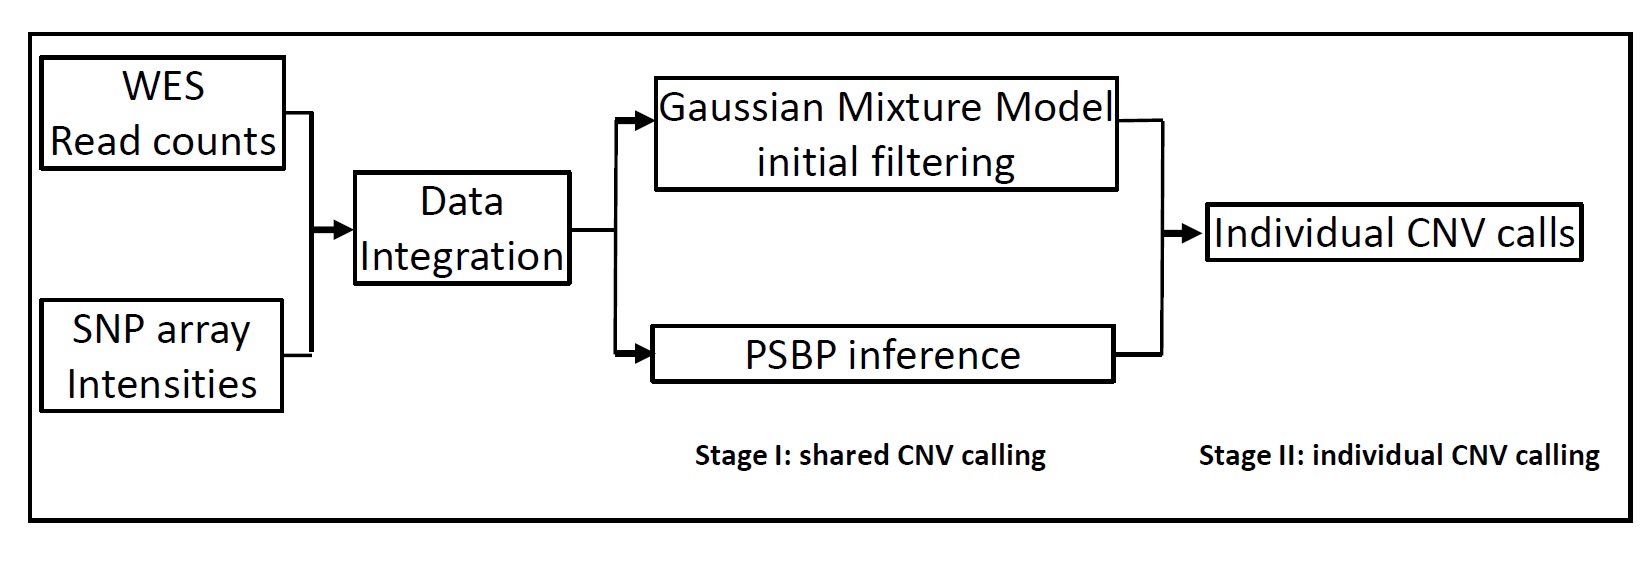 WES
Read counts
SNP array
Intensities
Data
Integration
Gaussian Mixture Model
initial filtering
PSBP inference
Individual CNV calls
Stage I: shared CNV calling
Stage II: individual CNV calling